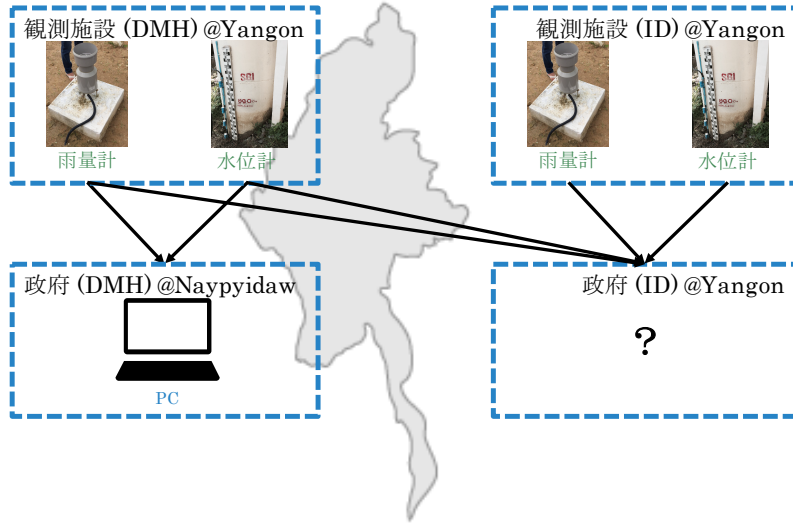 観測施設 (DMH) @Yangon
雨量計
水位計
観測施設 (ID) @Yangon
雨量計
水位計
政府 (DMH) @Naypyidaw
PC
政府 (ID) @Yangon
?